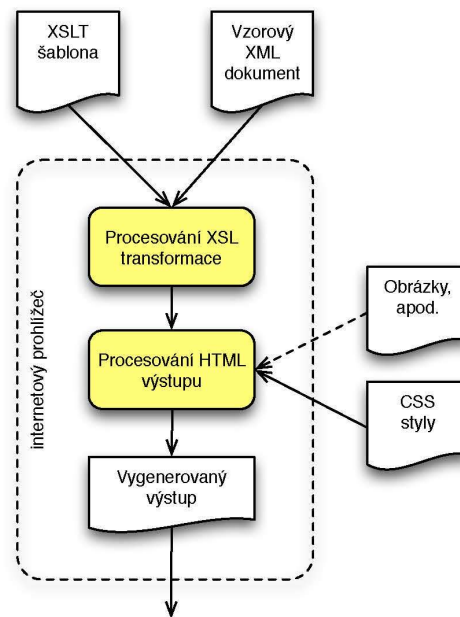 XSLT
šablona
Vzorový
XML
dokument
internetový prohlížeč
Procesování XSL
transformace
Procesování HTML
výstupu
Obrázky,
apod.
CSS
styly
Vygenerovaný
výstup